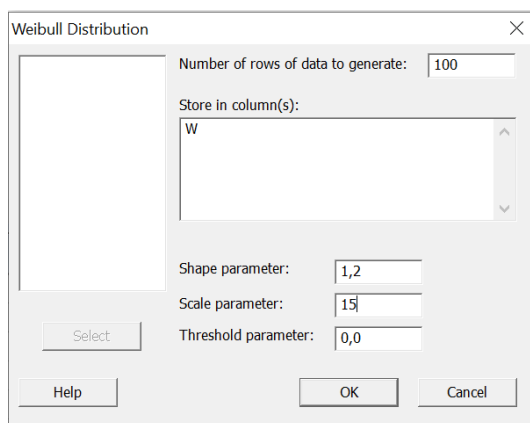 Weibull Distribution
Number of rows of data to generate: 100
Store in column(s):
W
Shape parameter: 1,2
Scale parameter: 15
Select
Threshold parameter: 0,0
Help
OK
Cancel